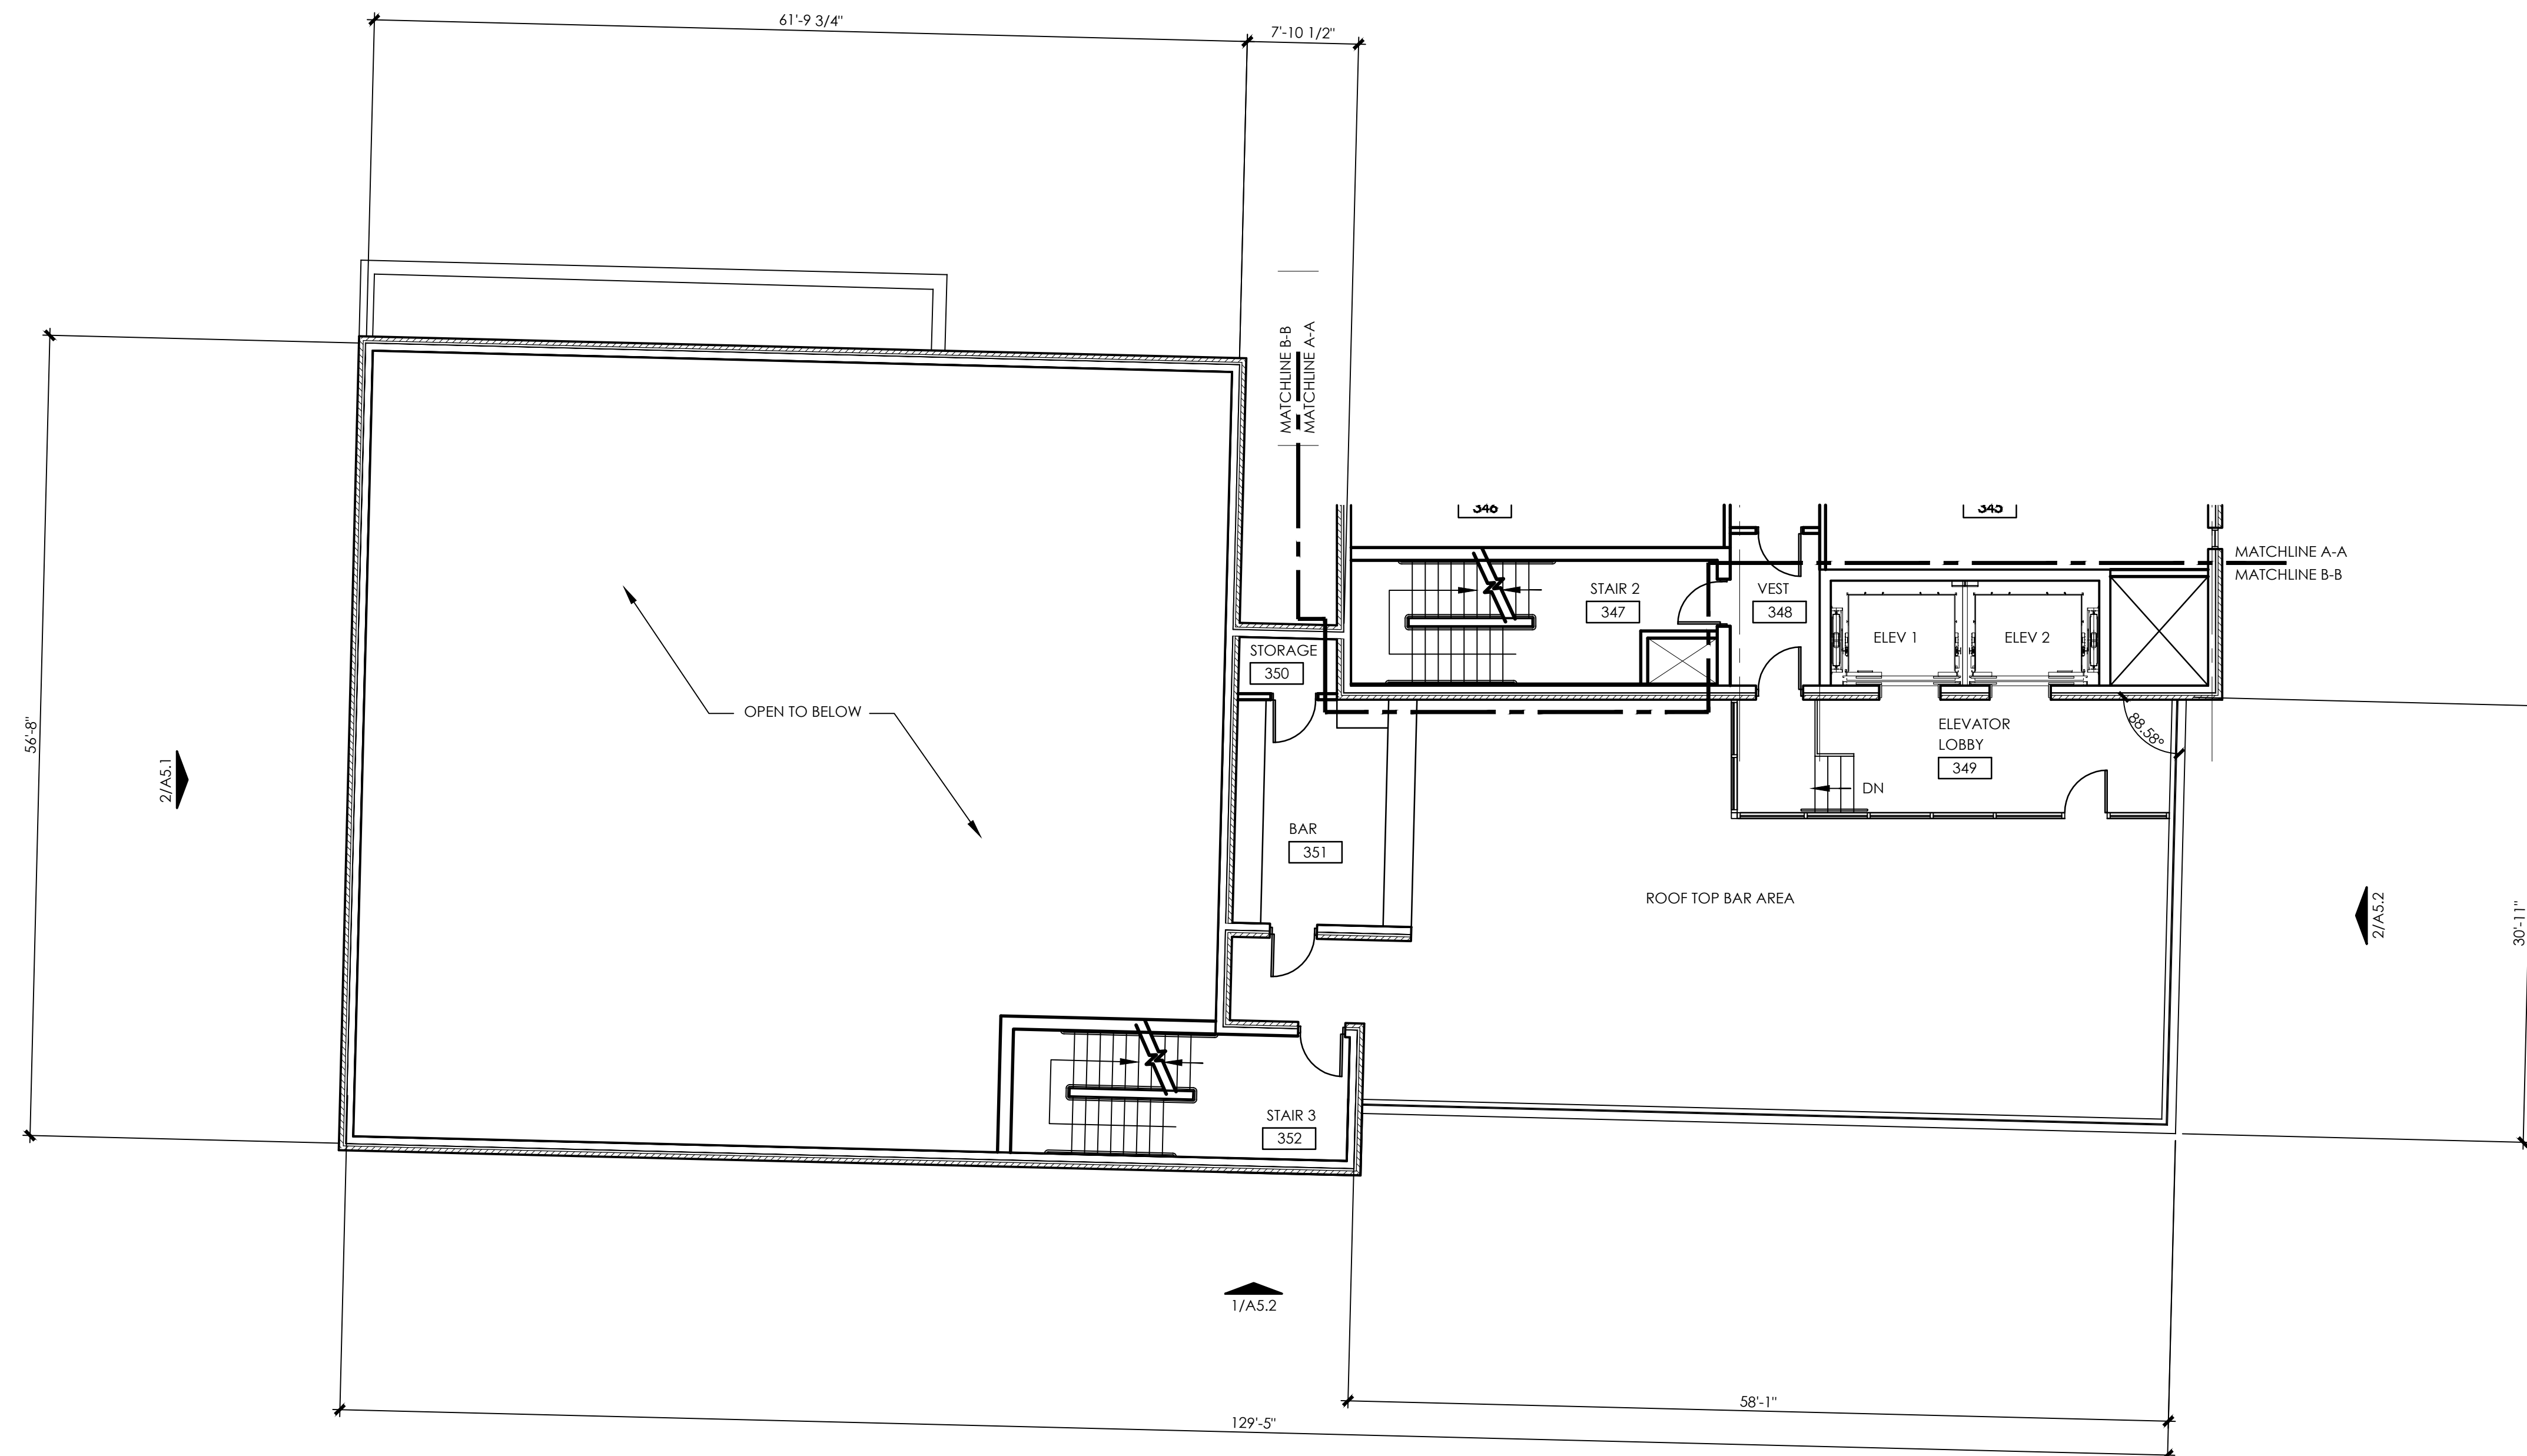 61'-9 3/4"
7'-10 1/2"
MATCHLINE B-B
MATCHLINE A-A
346
345
MATCHLINE A-A
MATCHLINE B-B
STAIR 2
347
VEST
348
ELEV 1
ELEV 2
STORAGE
350
OPEN TO BELOW
56'-8"
2/A5.1
ELEVATOR
LOBBY
349
88.58°
DN
BAR
351
ROOF TOP BAR AREA
2/A5.2
30'-11"
STAIR 3
352
1/A5.2
58'-1"
129'-5"